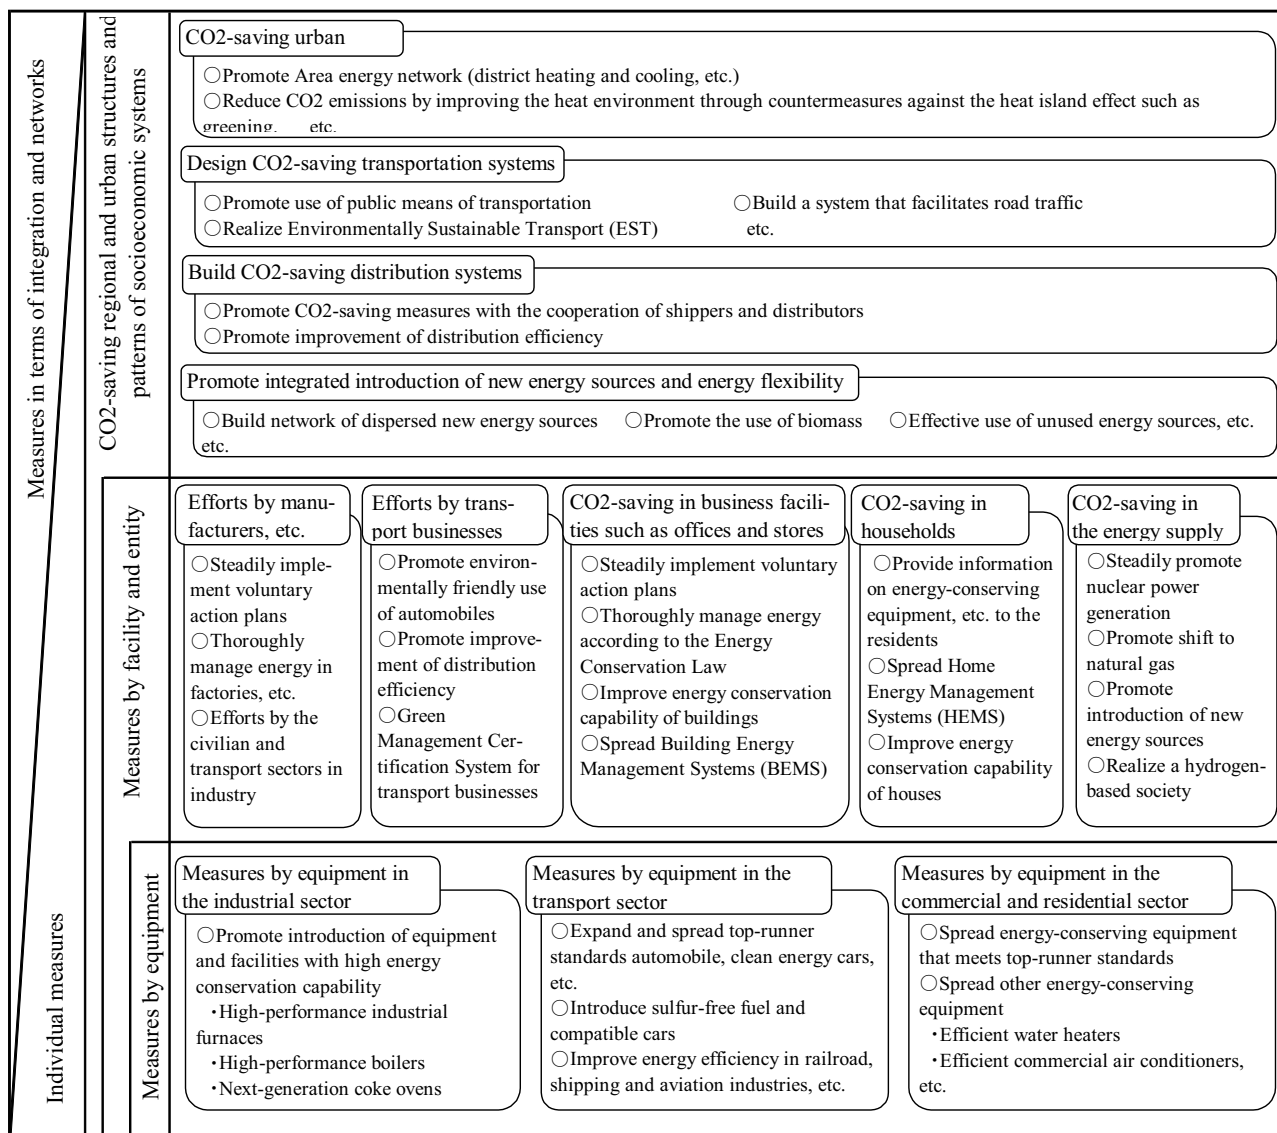 Measures in terms of integration and networks
Individual measures
CO2-saving regional and urban structures and
patterns of socioeconomic systems
CO2-saving urban
○Promote Area energy network (district heating and cooling, etc.)
○Reduce CO2 emissions by improving the heat environment through countermeasures against the heat island effect such as
greening, etc.
Design CO2-saving transportation systems
○Promote use of public means of transportation ○Build a system that facilitates road traffic
○Realize Environmentally Sustainable Transport (EST) etc.
Build CO2-saving distribution systems
○Promote CO2-saving measures with the cooperation of shippers and distributors
○Promote improvement of distribution efficiency
Promote integrated introduction of new energy sources and energy flexibility
○Build network of dispersed new energy sources ○Promote the use of biomass ○Effective use of unused energy sources, etc.
etc.
Measures by facility and entity
Efforts by manu-
facturers, etc.
○Steadily imple-
ment voluntary
action plans
○Thoroughly
manage energy in
factories, etc.
○Efforts by the
civilian and
transport sectors in
industry
Efforts by trans-
port businesses
○Promote environ-
mentally friendly use
of automobiles
○Promote improve-
ment of distribution
efficiency
○Green
Management Cer-
tification System for
transport businesses
CO2-saving in business facili-
ties such as offices and stores
○Steadily implement voluntary
action plans
○Thoroughly manage energy
according to the Energy
Conservation Law
○Improve energy conservation
capability of buildings
○Spread Building Energy
Management Systems (BEMS)
CO2-saving in
households
○Provide information
on energy-conserving
equipment, etc. to the
residents
○Spread Home
Energy Management
Systems (HEMS)
○Improve energy
conservation capability
of houses
CO2-saving in
the energy supply
○Steadily promote
nuclear power
generation
○Promote shift to
natural gas
○Promote
introduction of new
energy sources
○Realize a hydrogen-
based society
Measures by equipment
Measures by equipment in
the industrial sector
○Promote introduction of equipment
and facilities with high energy
conservation capability
・High-performance industrial
furnaces
・High-performance boilers
・Next-generation coke ovens
Measures by equipment in the
transport sector
○Expand and spread top-runner
standards automobile, clean energy cars,
etc.
○Introduce sulfur-free fuel and
compatible cars
○Improve energy efficiency in railroad,
shipping and aviation industries, etc.
Measures by equipment in the
commercial and residential sector
○Spread energy-conserving equipment
that meets top-runner standards
○Spread other energy-conserving
equipment
・Efficient water heaters
・Efficient commercial air conditioners,
etc.